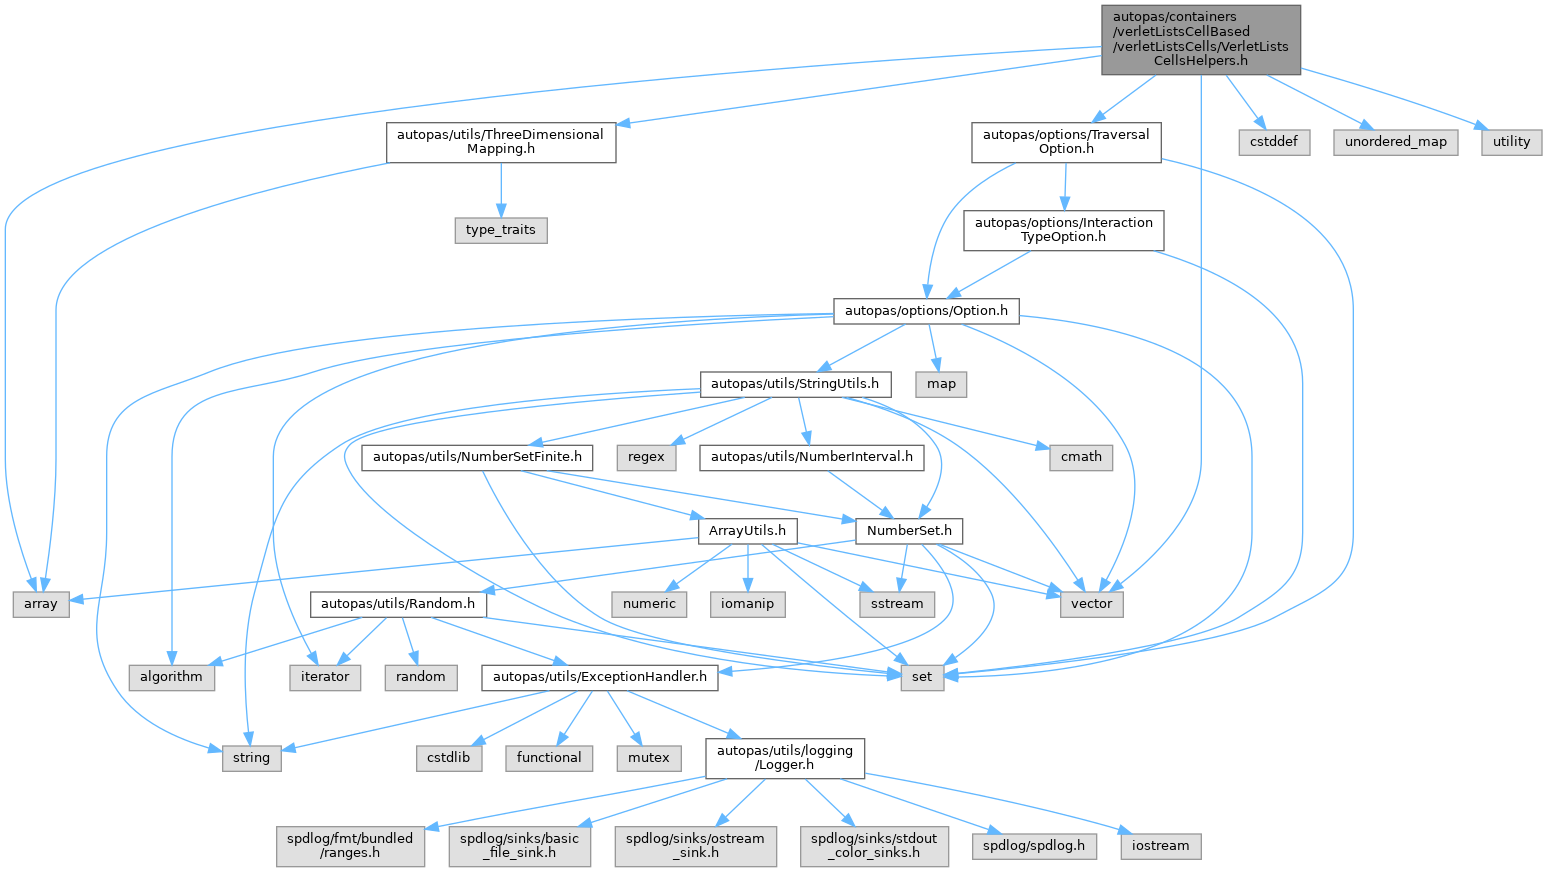 autopas/containers
/verletListsCellBased
/verletListsCells/VerletLists
CellsHelpers.h
autopas/utils/ThreeDimensional
Mapping.h
autopas/options/Traversal
Option.h
cstddef
unordered_map
utility
type_traits
autopas/options/Interaction
TypeOption.h
autopas/options/Option.h
autopas/utils/StringUtils.h
map
autopas/utils/NumberSetFinite.h
regex
autopas/utils/NumberInterval.h
cmath
ArrayUtils.h
NumberSet.h
array
autopas/utils/Random.h
numeric
iomanip
sstream
vector
algorithm
iterator
random
autopas/utils/ExceptionHandler.h
set
string
cstdlib
functional
mutex
autopas/utils/logging
/Logger.h
spdlog/fmt/bundled
/ranges.h
spdlog/sinks/basic
_file_sink.h
spdlog/sinks/ostream
_sink.h
spdlog/sinks/stdout
_color_sinks.h
spdlog/spdlog.h
iostream